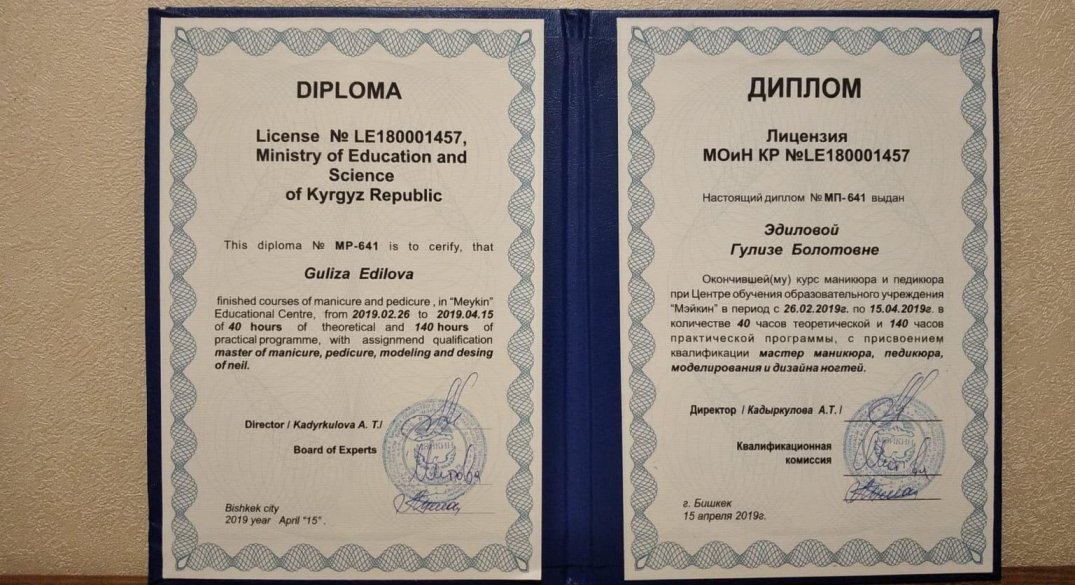 DIPLOMA
License № LE180001457,
Ministry of Education and
Science
of Kyrgyz Republic
This diploma № MP-641 is to cerify, that
Guliza Edilova
finished courses of manicure and pedicure , in “Meykin”
Educational Centre, from 2019.02.26 to 2019.04.15
of 40 hours of theoretical and 140 hours of
practical programme, with assignmend qualification
master of manicure, pedicure, modeling and desing
of neil.
Director / Kadyrkulova A. T./
Board of Experts
Bishkek city
2019 year April “15” .
ДИПЛОМ
Лицензия
МОиН КР №LE180001457
Настоящий диплом № МП- 641 выдан
Эдиловой
Гулизе Болотовне
Окончившей(му) курс маникюра и педикюра
при Центре обучения образовательного учреждения
“Мэйкин” в период с 26.02.2019г. по 15.04.2019г. в
количестве 40 часов теоретической и 140 часов
практической программы, с присвоением
квалификации мастер маникюра, педикюра,
моделирования и дизайна ногтей.
Директор / Кадыркулова А.Т. /
Квалификационная
комиссия
г. Бишкек
15 апреля 2019г.